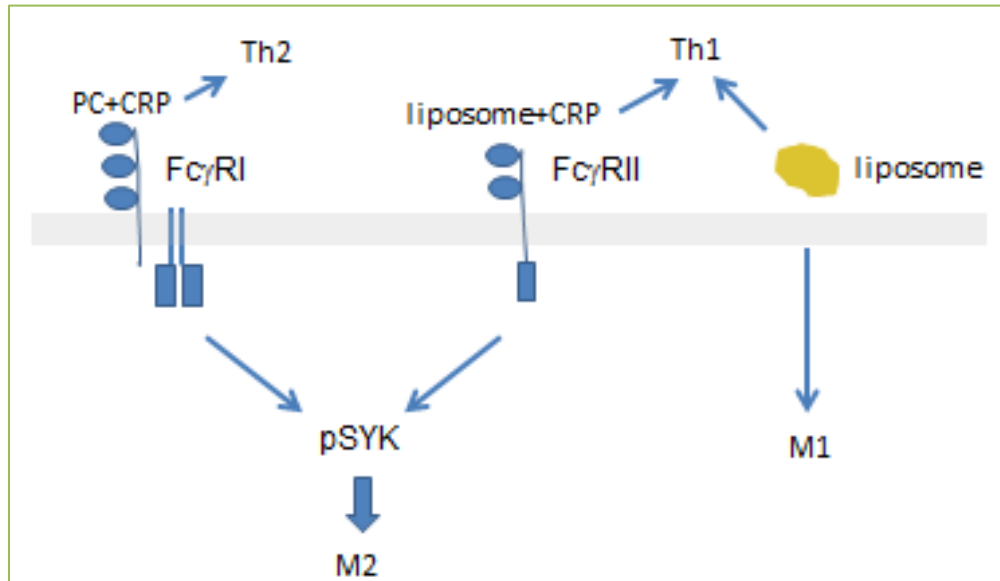 Th2
Th1
PC+CRP
liposome+CRP
FcγRI
FcγRII
liposome
pSYK
M1
M2